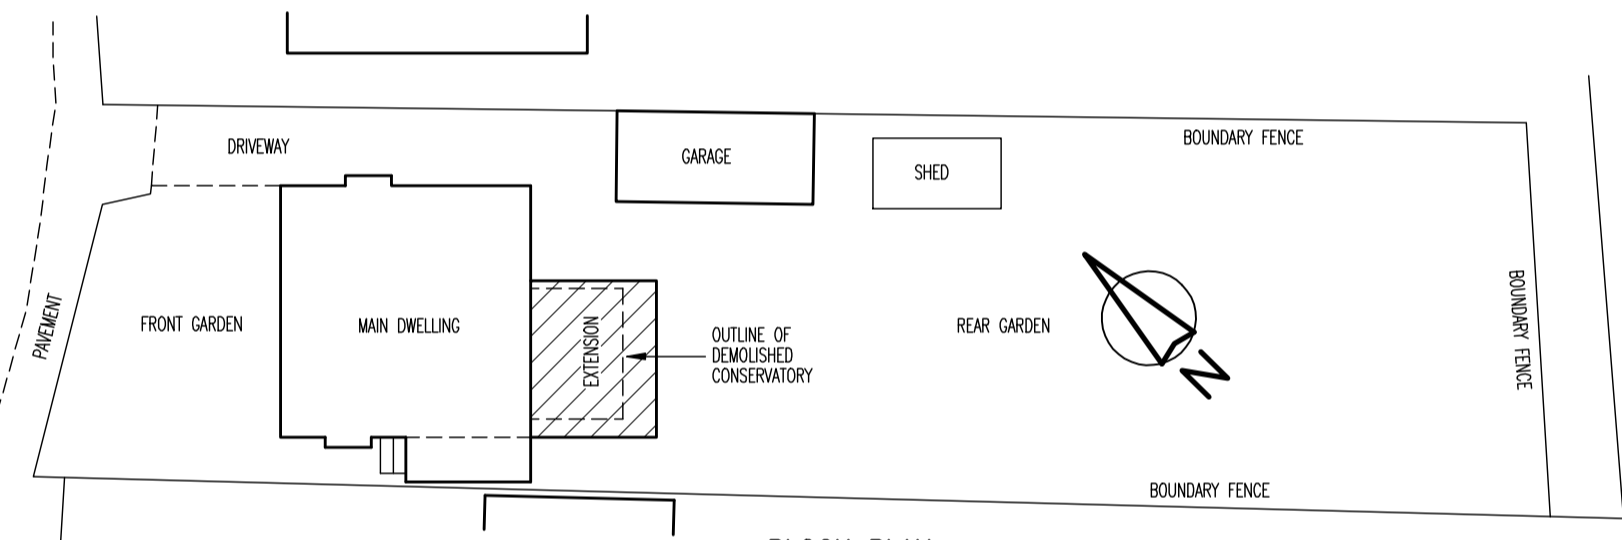 DRIVEWAY
GARAGE
SHED
BOUNDARY FENCE
PAVEMENT
FRONT GARDEN
MAIN DWELLING
EXTENSION
OUTLINE OF
DEMOLISHED
CONSERVATORY
REAR GARDEN
N
BOUNDARY FENCE
BOUNDARY FENCE